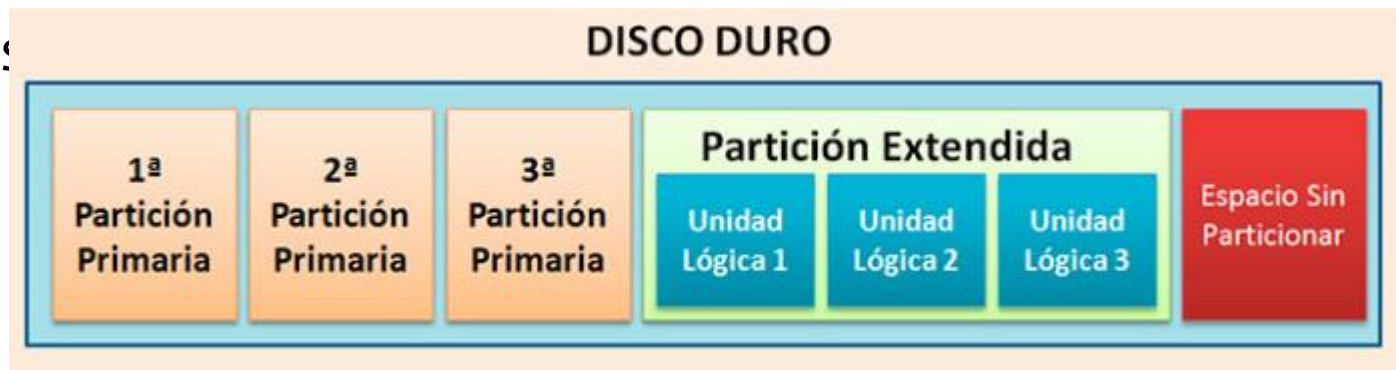 DISCO DURO
1ª
Partición
Primaria
2ª
Partición
Primaria
3ª
Partición
Primaria
Partición Extendida
Unidad
Lógica 1
Unidad
Lógica 2
Unidad
Lógica 3
Espacio Sin
Particionar